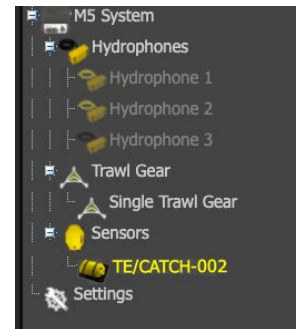 M5 System
Hydrophones
Hydrophone 1
Hydrophone 2
Hydrophone 3
Trawl Gear
Single Trawl Gear
Sensors
TE/CATCH-002
Settings